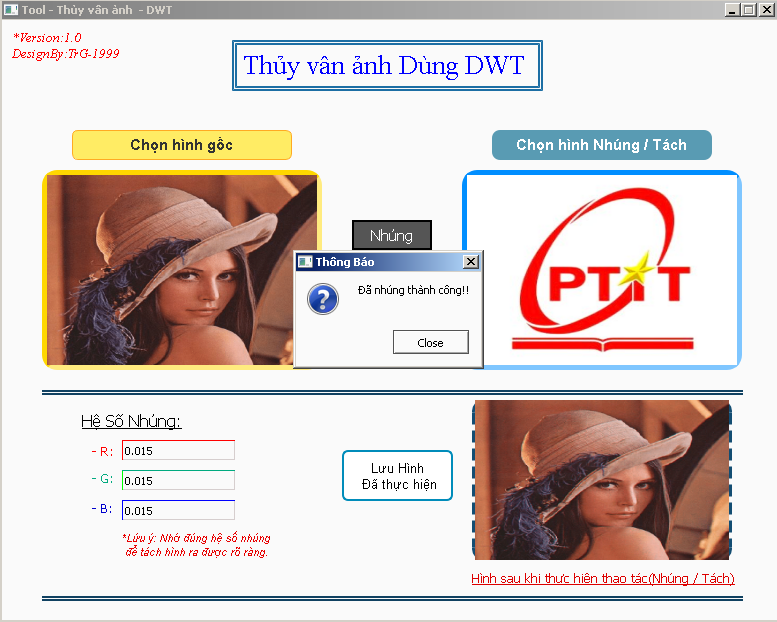 Tool - Thủy vân ảnh - DWT
*Version:1.0
DesignBy:TrG-1999
Thủy vân ảnh Dùng DWT
Chọn hình gốc
Chọn hình Nhúng / Tách
Nhúng
PTIT
Thông Báo
Đã nhúng thành công!!
Close
Hệ Số Nhúng:
- R: 0.015
- G: 0.015
- B: 0.015
*Lưu ý: Nhớ đúng hệ số nhúng
để tách hình ra được rõ ràng.
Lưu Hình
Đã thực hiện
Hình sau khi thưc hiện thao tác(Nhúng / Tách)